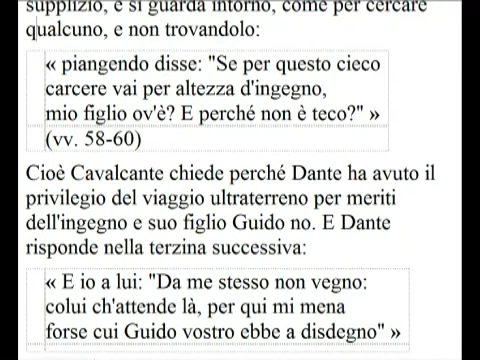 supplizio, e si guarda intorno, come per cercare
qualcuno, e non trovandolo:
« piangendo disse: "Se per questo cieco
carcere vai per altezza d'ingegno,
mio figlio ov'è? E perché non è teco?" »
(vv. 58-60)
Cioè Cavalcante chiede perché Dante ha avuto il
privilegio del viaggio ultraterreno per meriti
dell'ingegno e suo figlio Guido no. E Dante
risponde nella terzina successiva:
« E io a lui: "Da me stesso non vegno:
colui ch'attende là, per qui mi mena
forse cui Guido vostro ebbe a disdegno" »